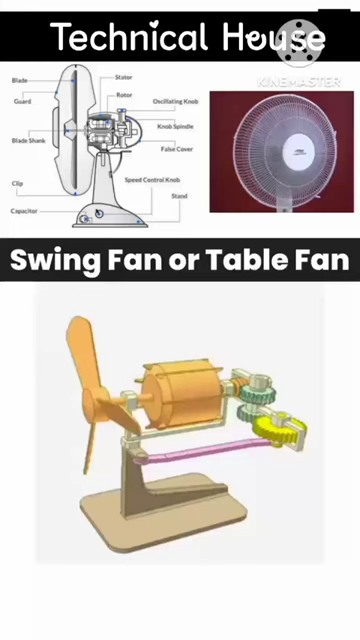 Technical House
KINEMASTER
Blade
Stator
Guard
Rotor
Oscillating Knob
Knob Spindle
Blade Shank
False Cover
Clip
Speed Control Knob
Capacitor
Stand
Swing Fan or Table Fan